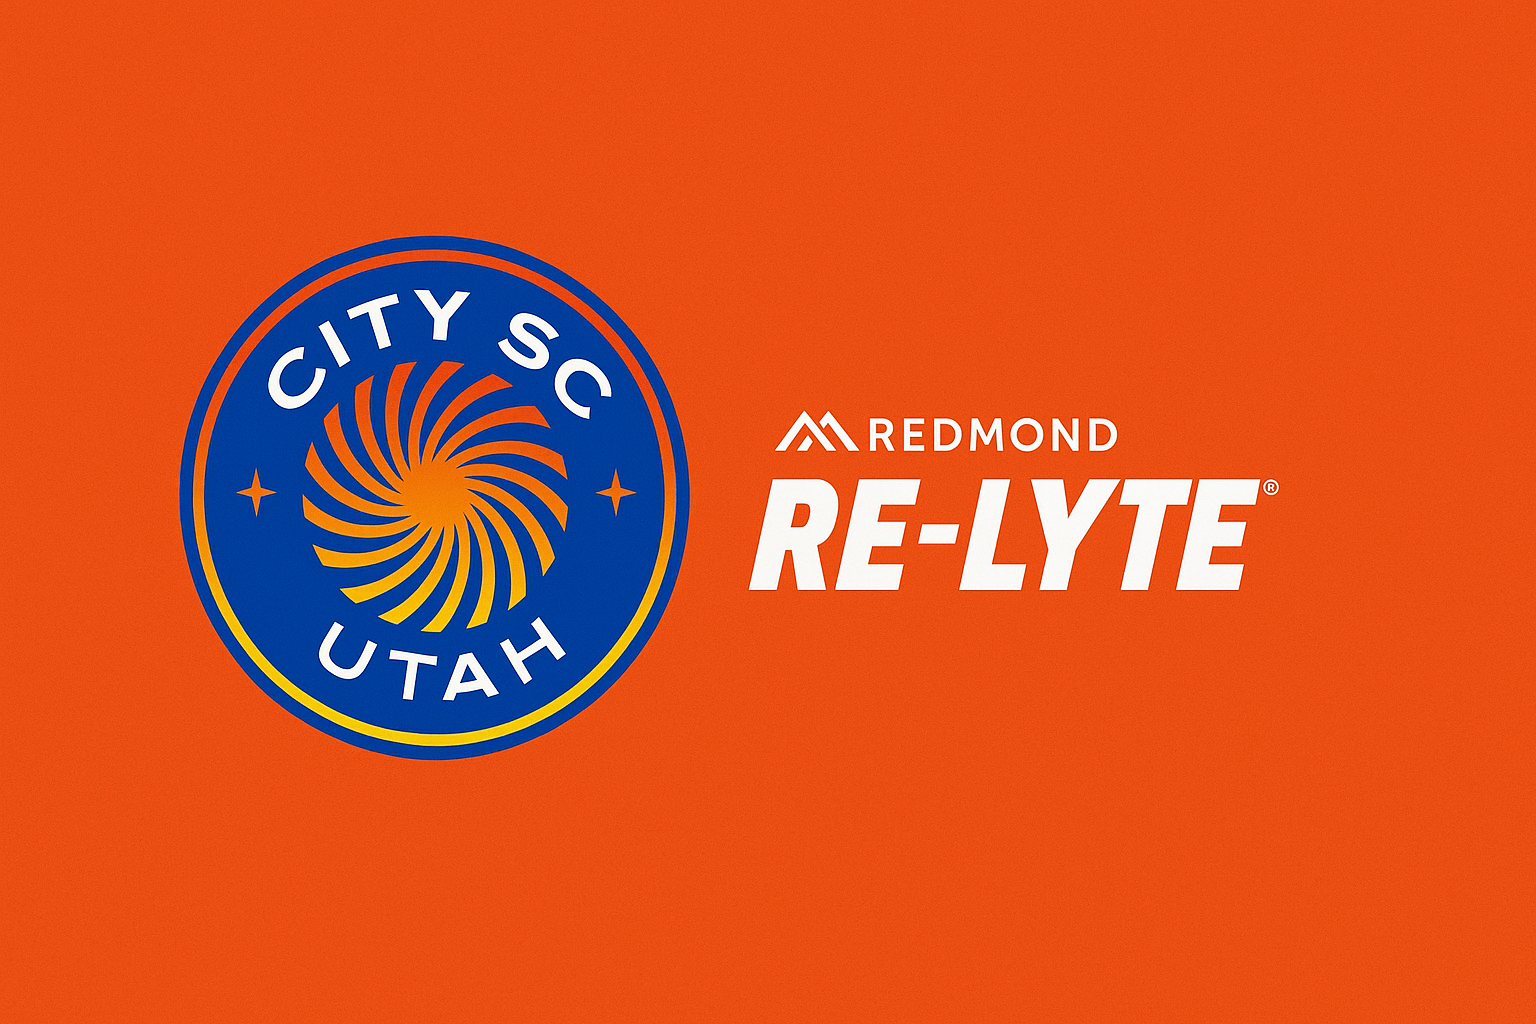 CITY SC
UTAH
REDMOND
RE-LYTE®